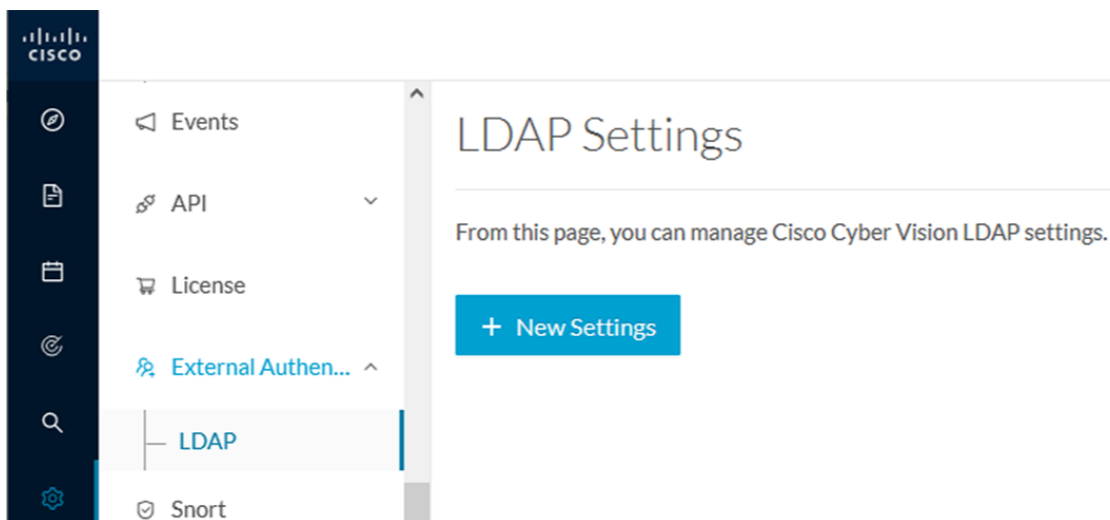 CISCO
Events
API
License
External Authen...
LDAP
Snort
LDAP Settings
From this page, you can manage Cisco Cyber Vision LDAP settings.
+ New Settings